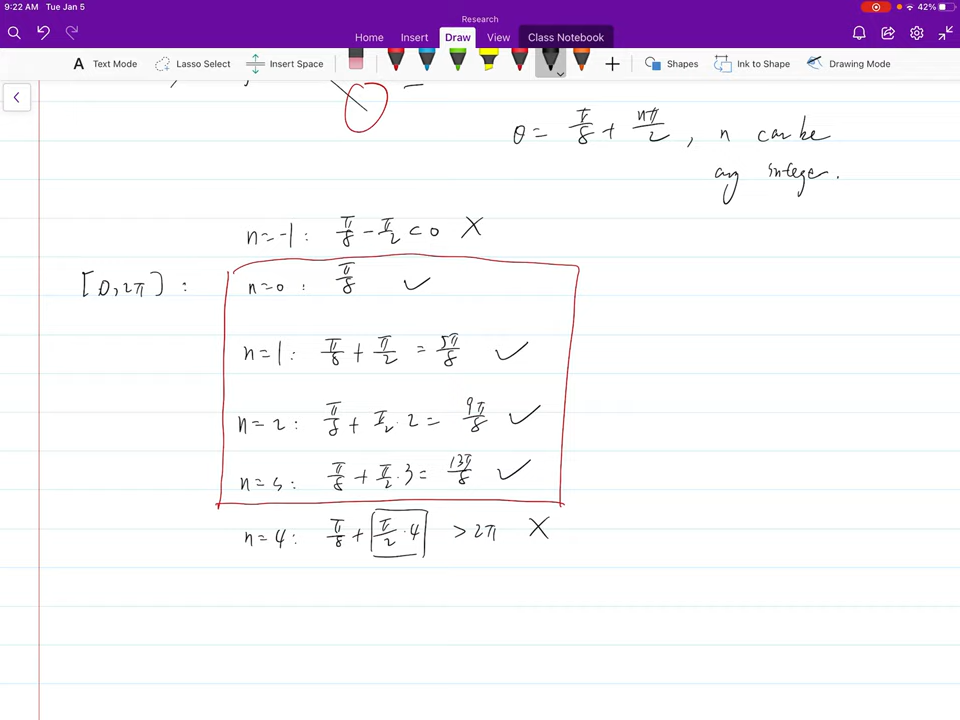 9:22 AM Tue Jan 5
42%
Research
Home Insert Draw View Class Notebook
Text Mode Lasso Select Insert Space Shapes Ink to Shape Drawing Mode
θ = π/8 + nπ/2 , n can be
any integer.
n=-1: π/8 - π/2 < 0 X
[0, 2π] : n=0 : π/8 ✓
n=1: π/8 + π/2 = 5π/8 ✓
n=2: π/8 + π/2 · 2 = 9π/8 ✓
n=3: π/8 + π/2 · 3 = 13π/8 ✓
n=4: π/8 + π/2 · 4 > 2π X